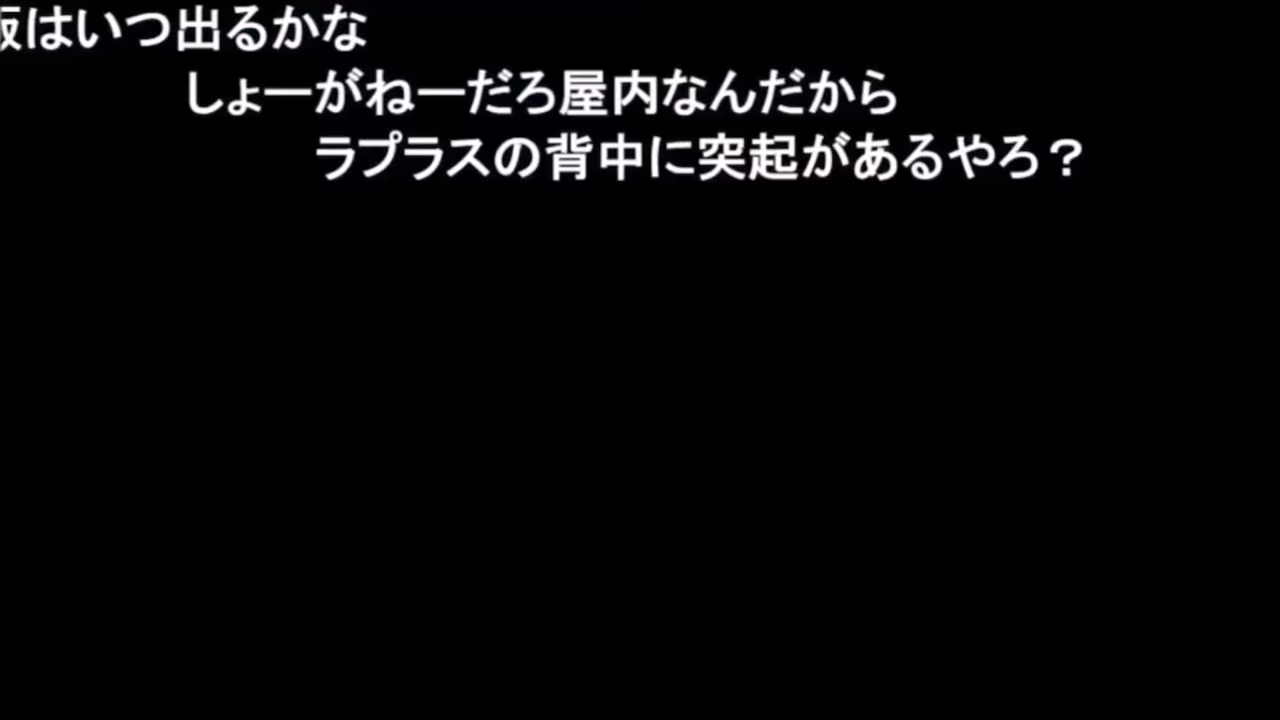 はいつ出るかな
しょーがねーだろ屋内なんだから
ラプラスの背中に突起があるやろ？